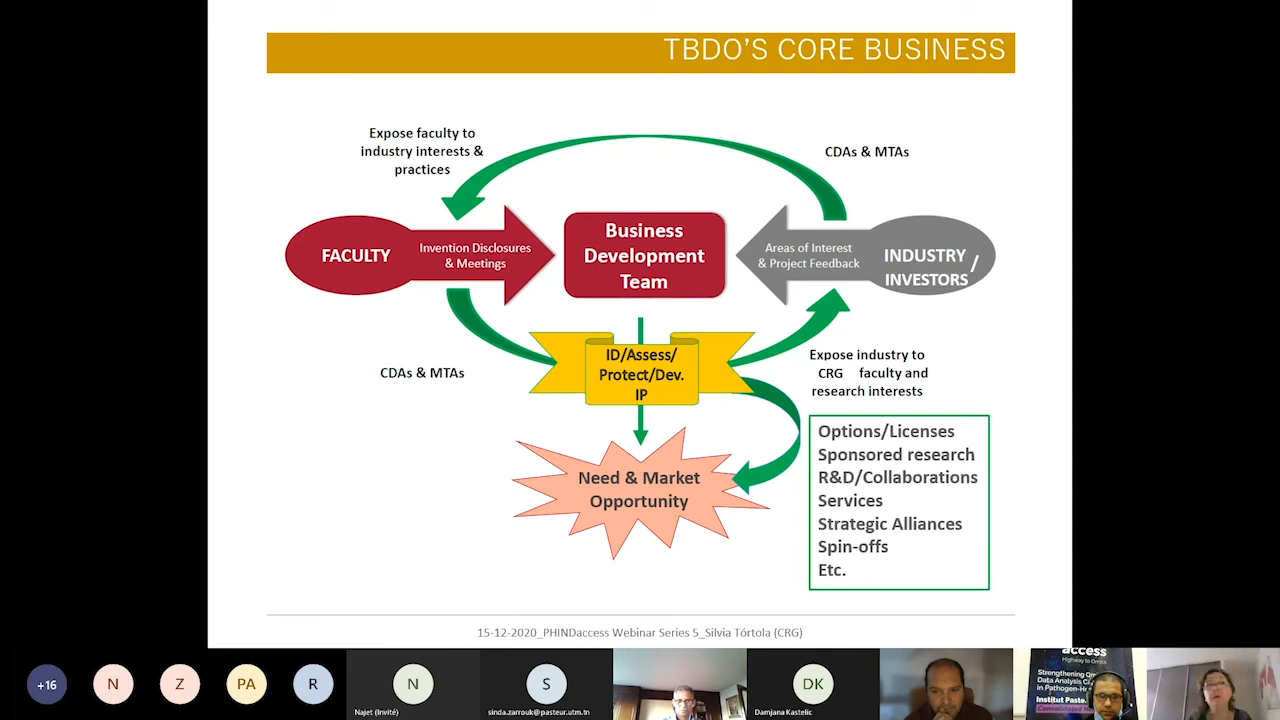 TBDO'S CORE BUSINESS
Expose faculty to
industry interests &
practices
CDAs & MTAs
FACULTY
Invention Disclosures
& Meetings
Business
Development
Team
Areas of Interest
& Project Feedback
INDUSTRY /
INVESTORS
CDAs & MTAs
ID/Assess/
Protect/Dev.
IP
Expose industry to
CRG faculty and
research interests
Need & Market
Opportunity
Options/Licenses
Sponsored research
R&D/Collaborations
Services
Strategic Alliances
Spin-offs
Etc.
15-12-2020_PHINDaccess Webinar Series 5_Silvia Tórtola (CRG)
+16
N
Z
PA
R
N
Najet (Invité)
S
sinda.zarrouk@pasteur.utm.tn
DK
Damjana Kastelic
access
Highway to Omics
Strengthening
Data Analysis
in Pathogen-H
Institut Paste